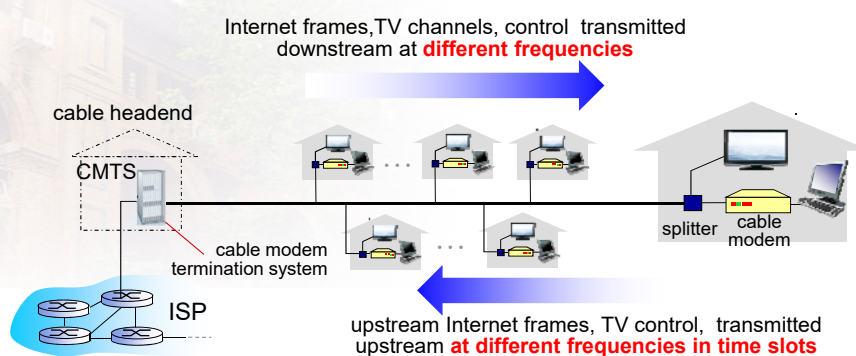 Internet frames,TV channels, control  transmitted
downstream at different frequencies
cable headend
CMTS
cable modem
termination system
splitter
cable
modem
ISP
upstream Internet frames, TV control,  transmitted
upstream at different frequencies in time slots